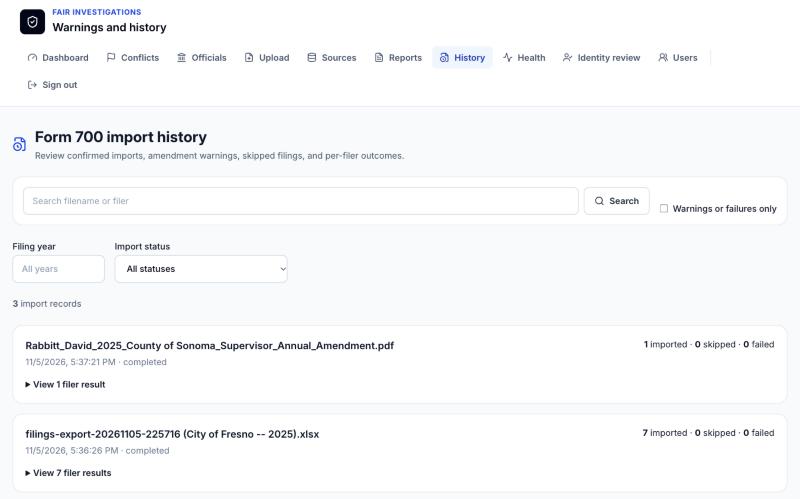 FAIR INVESTIGATIONS
Warnings and history
Dashboard Conflicts Officials Upload Sources Reports History Health Identity review Users
Sign out
Form 700 import history
Review confirmed imports, amendment warnings, skipped filings, and per-filer outcomes.
Search filename or filer Search Warnings or failures only
Filing year Import status
All years All statuses
3 import records
Rabbitt_David_2025_County of Sonoma_Supervisor_Annual_Amendment.pdf 1 imported · 0 skipped · 0 failed
11/5/2026, 5:37:21 PM · completed
View 1 filer result
filings-export-20261105-225716 (City of Fresno -- 2025).xlsx 7 imported · 0 skipped · 0 failed
11/5/2026, 5:36:26 PM · completed
View 7 filer results